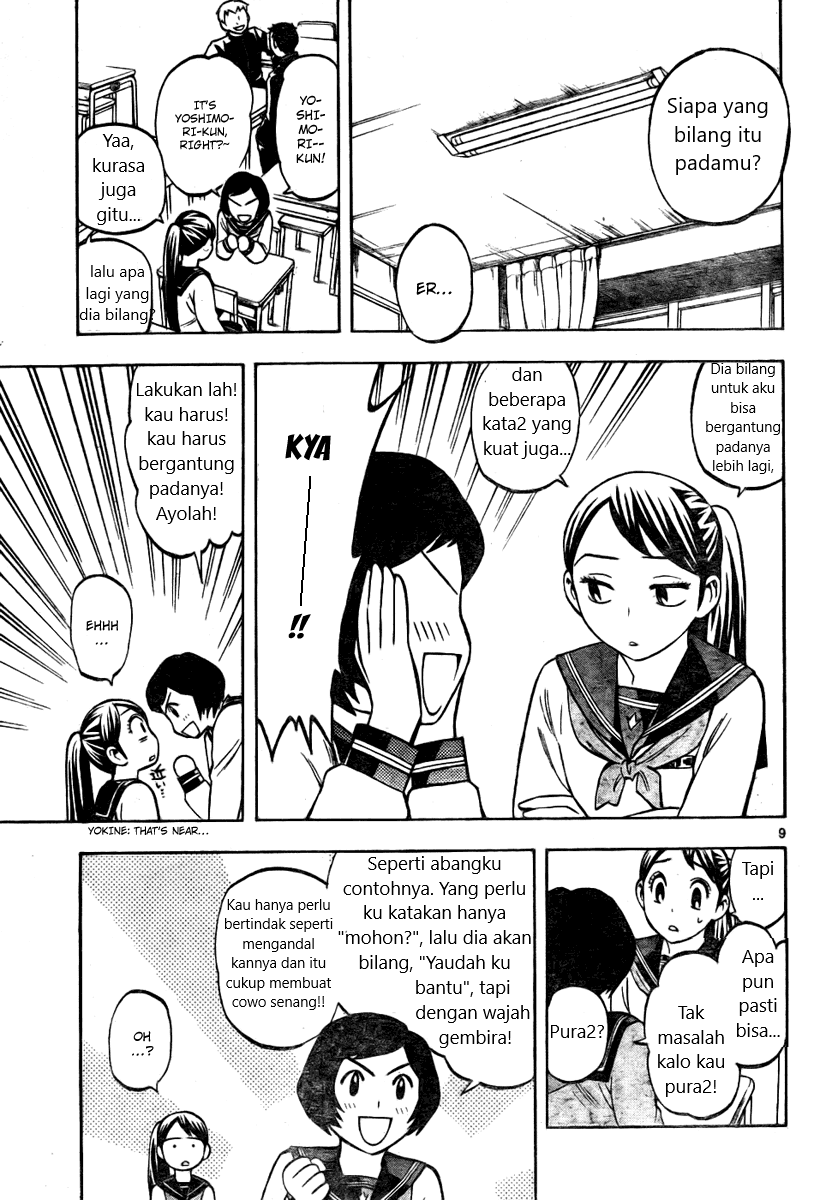 Siapa yang
bilang itu
padamu?
ER...
YO-
SHI-
MO-
RI--
KUN!
IT'S
YOSHIMO-
RI-KUN,
RIGHT?~
Yaa,
kurasa
juga
gitu...
lalu apa
lagi yang
dia bilang?
Dia bilang
untuk aku
bisa
bergantung
padanya
lebih lagi,
dan
beberapa
kata2 yang
kuat juga...
KYA
!!
Lakukan lah!
kau harus!
kau harus
bergantung
padanya!
Ayolah!
EHHH
...
近い
YOKINE: THAT'S NEAR...
9
Tapi
...
Apa
pun
pasti
bisa...
Tak
masalah
kalo kau
pura2!
Pura2?
Seperti abangku
contohnya. Yang perlu
ku katakan hanya
"mohon?", lalu dia akan
bilang, "Yaudah ku
bantu", tapi
dengan wajah
gembira!
Kau hanya perlu
bertindak seperti
mengandal
kannya dan itu
cukup membuat
cowo senang!!
OH
...?